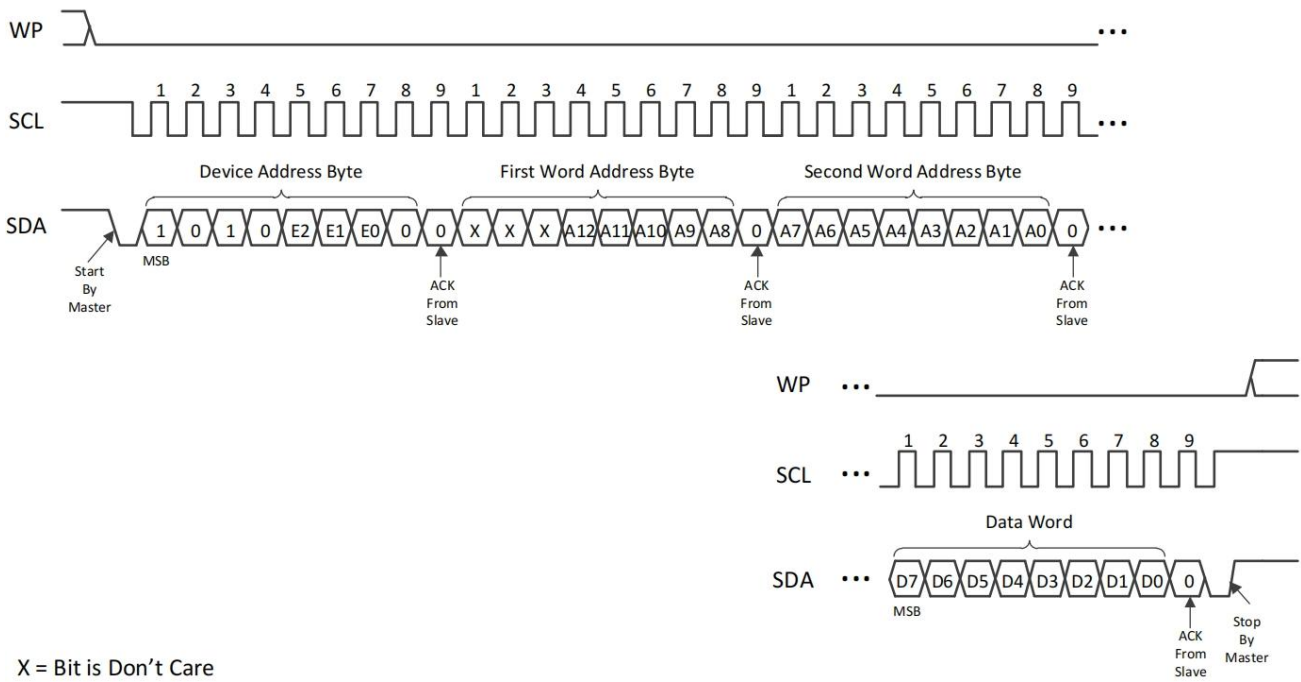 WP
...
1 2 3 4 5 6 7 8 9 1 2 3 4 5 6 7 8 9 1 2 3 4 5 6 7 8 9
SCL
...
Device Address Byte First Word Address Byte Second Word Address Byte
SDA 1 0 1 0 E2 E1 E0 0 0 X X X A12 A11 A10 A9 A8 0 A7 A6 A5 A4 A3 A2 A1 A0 0 ...
MSB
Start
By
Master
ACK
From
Slave
ACK
From
Slave
ACK
From
Slave
WP ...
1 2 3 4 5 6 7 8 9
SCL ...
Data Word
SDA ... D7 D6 D5 D4 D3 D2 D1 D0 0
MSB
ACK
From
Slave
Stop
By
Master
X = Bit is Don't Care